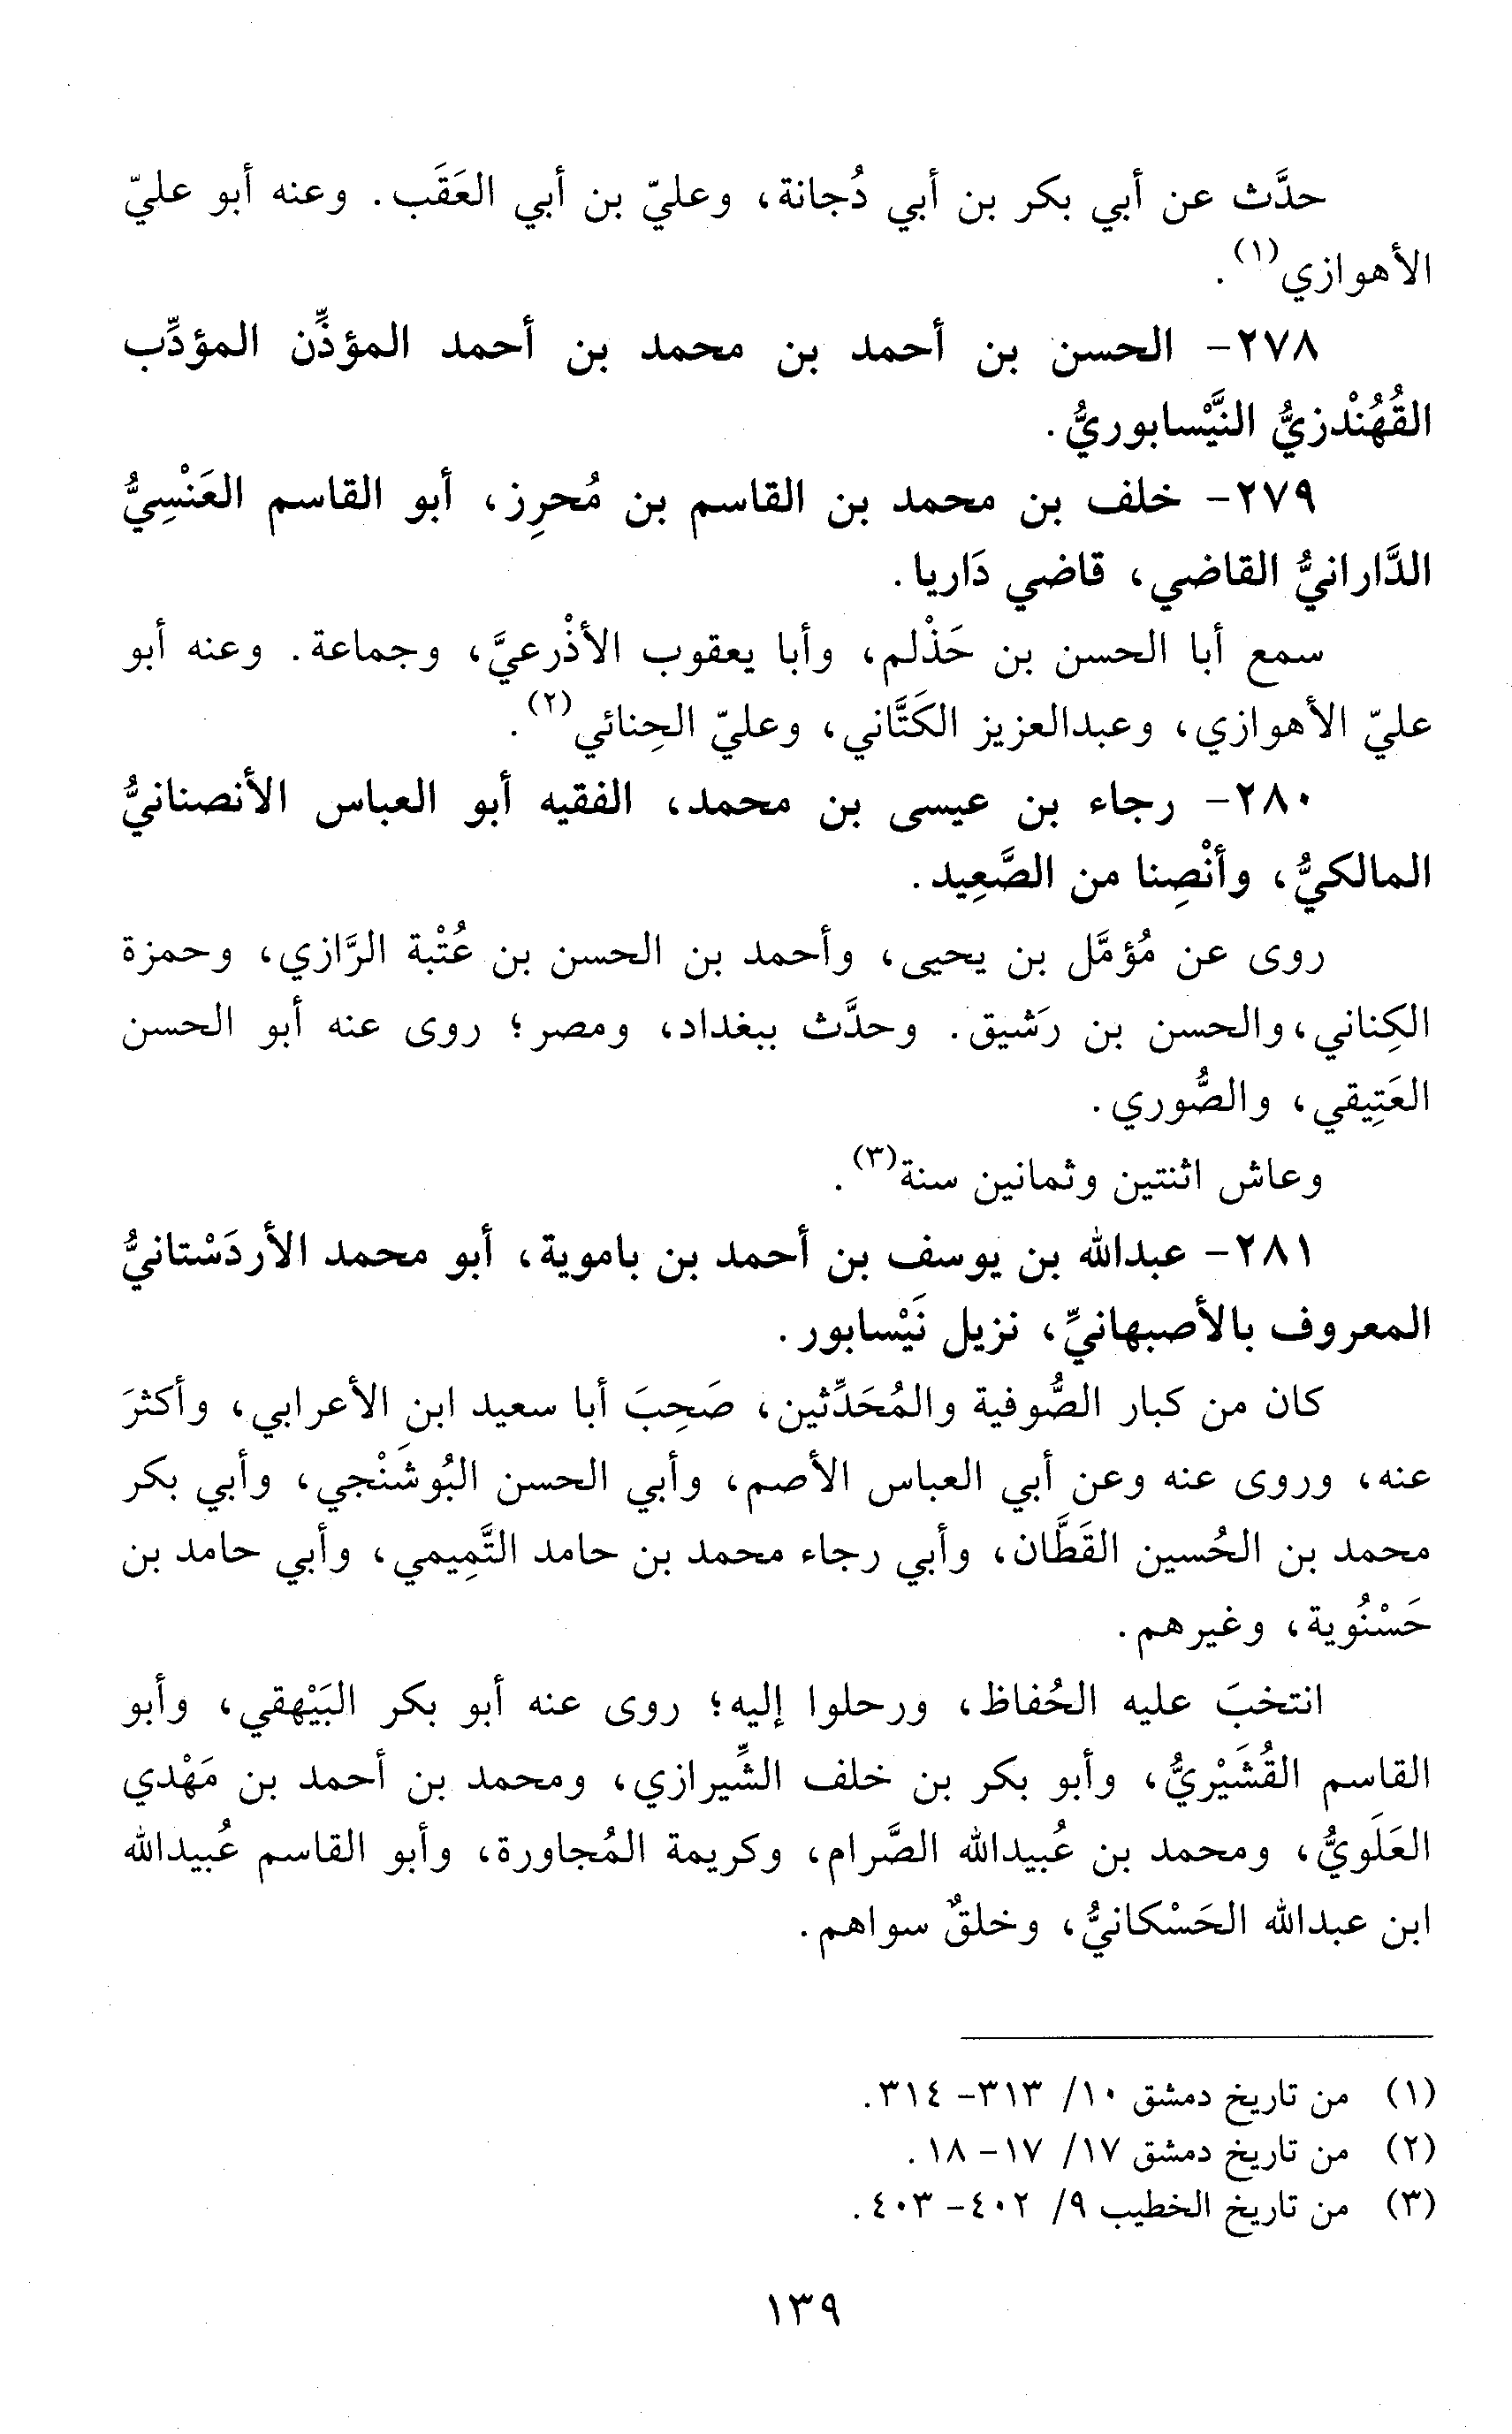 حدَّث عن أبي بكر بن أبي دُجانة، وعليّ بن أبي العَقَب. وعنه أبو عليّ
الأهوازي(١).
٢٧٨- الحسن بن أحمد بن محمد بن أحمد المؤذِّن المؤدِّب
القُهُنْدزيُّ النَّيْسابوريُّ.
٢٧٩- خلف بن محمد بن القاسم بن مُحرِز، أبو القاسم العَنْسِيُّ
الدَّارانيُّ القاضي، قاضي دَاريا.
سمع أبا الحسن بن حَذْلم، وأبا يعقوب الأذْرعيَّ، وجماعة. وعنه أبو
عليّ الأهوازي، وعبدالعزيز الكَتَّاني، وعليّ الحِنائي(٢).
٢٨٠- رجاء بن عيسى بن محمد، الفقيه أبو العباس الأنصنانيُّ
المالكيُّ، وأنْصِنا من الصَّعِيد.
روى عن مُؤمَّل بن يحيى، وأحمد بن الحسن بن عُتْبة الرَّازي، وحمزة
الكِناني، والحسن بن رَشيق. وحدَّث ببغداد، ومصر؛ روى عنه أبو الحسن
العَتِيقي، والصُّوري.
وعاش اثنتين وثمانين سنة(٣).
٢٨١- عبدالله بن يوسف بن أحمد بن باموية، أبو محمد الأردَسْتانيُّ
المعروف بالأصبهانيِّ، نزيل نَيْسابور.
كان من كبار الصُّوفية والمُحَدِّثين، صَحِبَ أبا سعيد ابن الأعرابي، وأكثرَ
عنه، وروى عنه وعن أبي العباس الأصم، وأبي الحسن البُوشَنْجي، وأبي بكر
محمد بن الحُسين القَطَّان، وأبي رجاء محمد بن حامد التَّمِيمي، وأبي حامد بن
حَسْنُوية، وغيرهم.
انتخبَ عليه الحُفاظ، ورحلوا إليه؛ روى عنه أبو بكر البَيْهقي، وأبو
القاسم القُشَيْريُّ، وأبو بكر بن خلف الشِّيرازي، ومحمد بن أحمد بن مَهْدي
العَلَويُّ، ومحمد بن عُبيدالله الصَّرام، وكريمة المُجاورة، وأبو القاسم عُبيدالله
ابن عبدالله الحَسْكانيُّ، وخلقٌ سواهم.
(١) من تاريخ دمشق ١٠/ ٣١٣- ٣١٤.
(٢) من تاريخ دمشق ١٧/ ١٧- ١٨.
(٣) من تاريخ الخطيب ٩/ ٤٠٢- ٤٠٣.
١٣٩